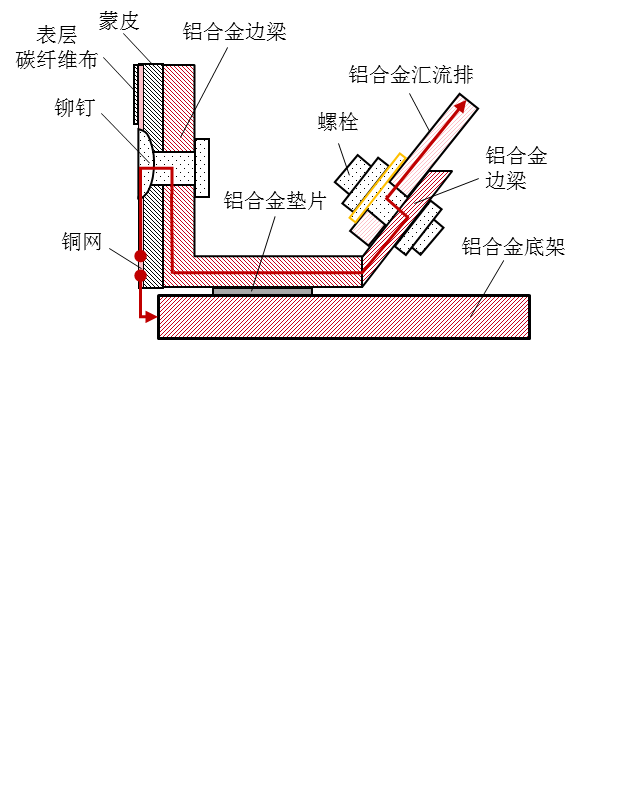 表层
碳纤维布
蒙皮
铝合金边梁
铆钉
铝合金汇流排
螺栓
铝合金
边梁
铝合金垫片
铜网
铝合金底架